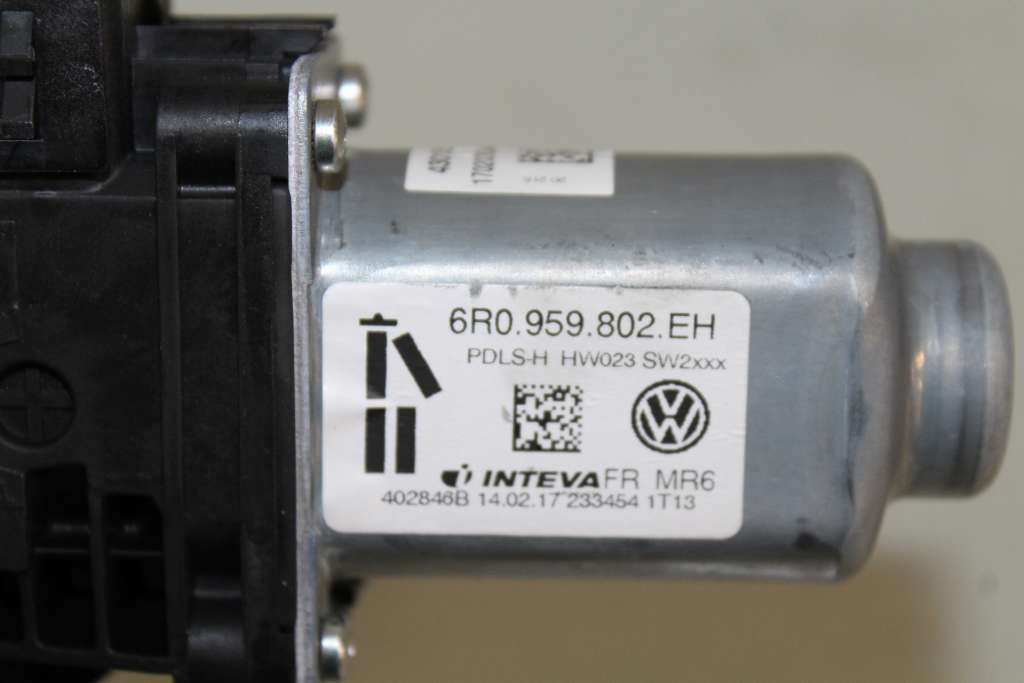 6R0.959.802.EH
PDLS-H HW023 SW2xxx
INTEVA FR MR6
402846B 14.02.17 233454 1T13